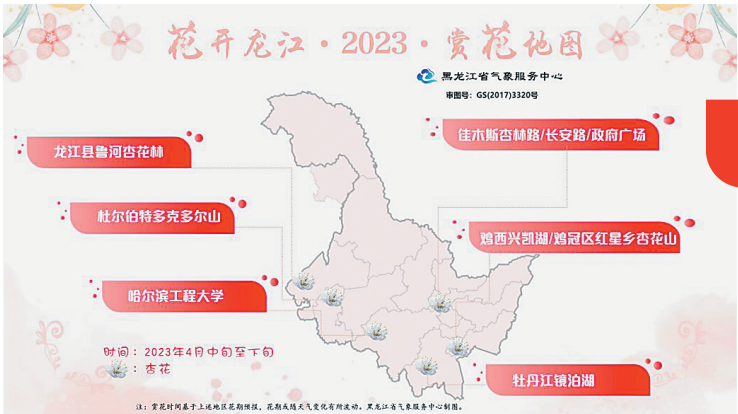 花开龙江·2023·赏花地图
黑龙江省气象服务中心
审图号：GS(2017)3320号
龙江县鲁河杏花林
佳木斯杏林路/长安路/政府广场
杜尔伯特多克多尔山
鸡西兴凯湖/鸡冠区红星乡杏花山
哈尔滨工程大学
时间：2023年4月中旬至下旬
：杏花
牡丹江镜泊湖
注：赏花时间基于上述地区花期预报，花期或随天气变化有所波动。黑龙江省气象服务中心制图。